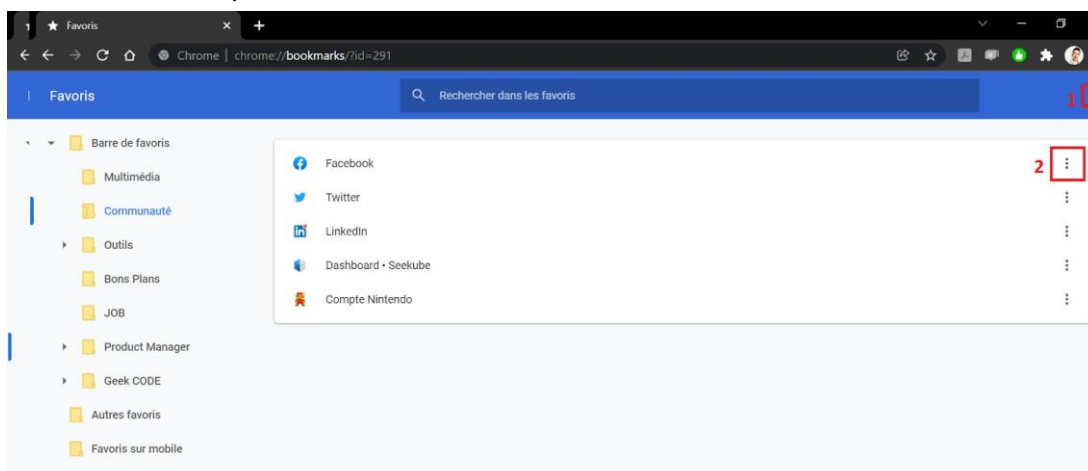 Favoris
Chrome | chrome://bookmarks/?id=291
Favoris
Rechercher dans les favoris
1
Barre de favoris
Multimédia
Communauté
Outils
Bons Plans
JOB
Product Manager
Geek CODE
Autres favoris
Favoris sur mobile
Facebook
2
Twitter
LinkedIn
Dashboard • Seekube
Compte Nintendo